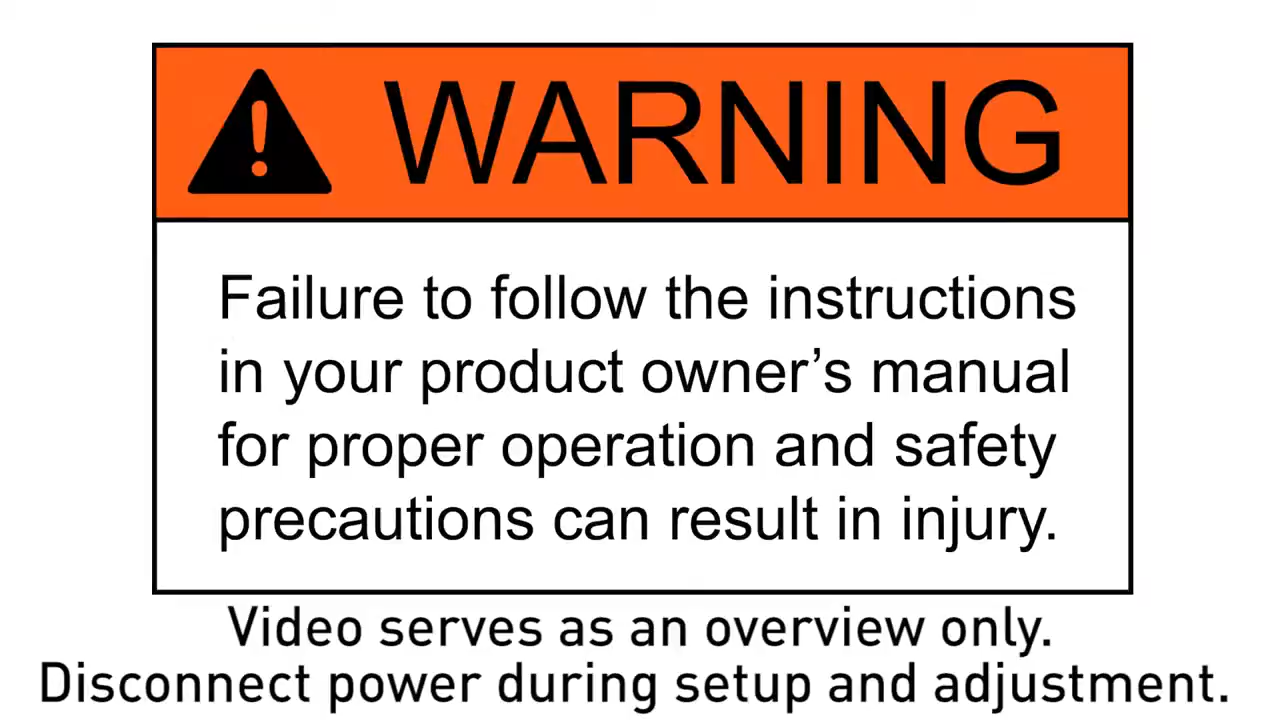 WARNING
Failure to follow the instructions
in your product owner’s manual
for proper operation and safety
precautions can result in injury.
Video serves as an overview only.
Disconnect power during setup and adjustment.